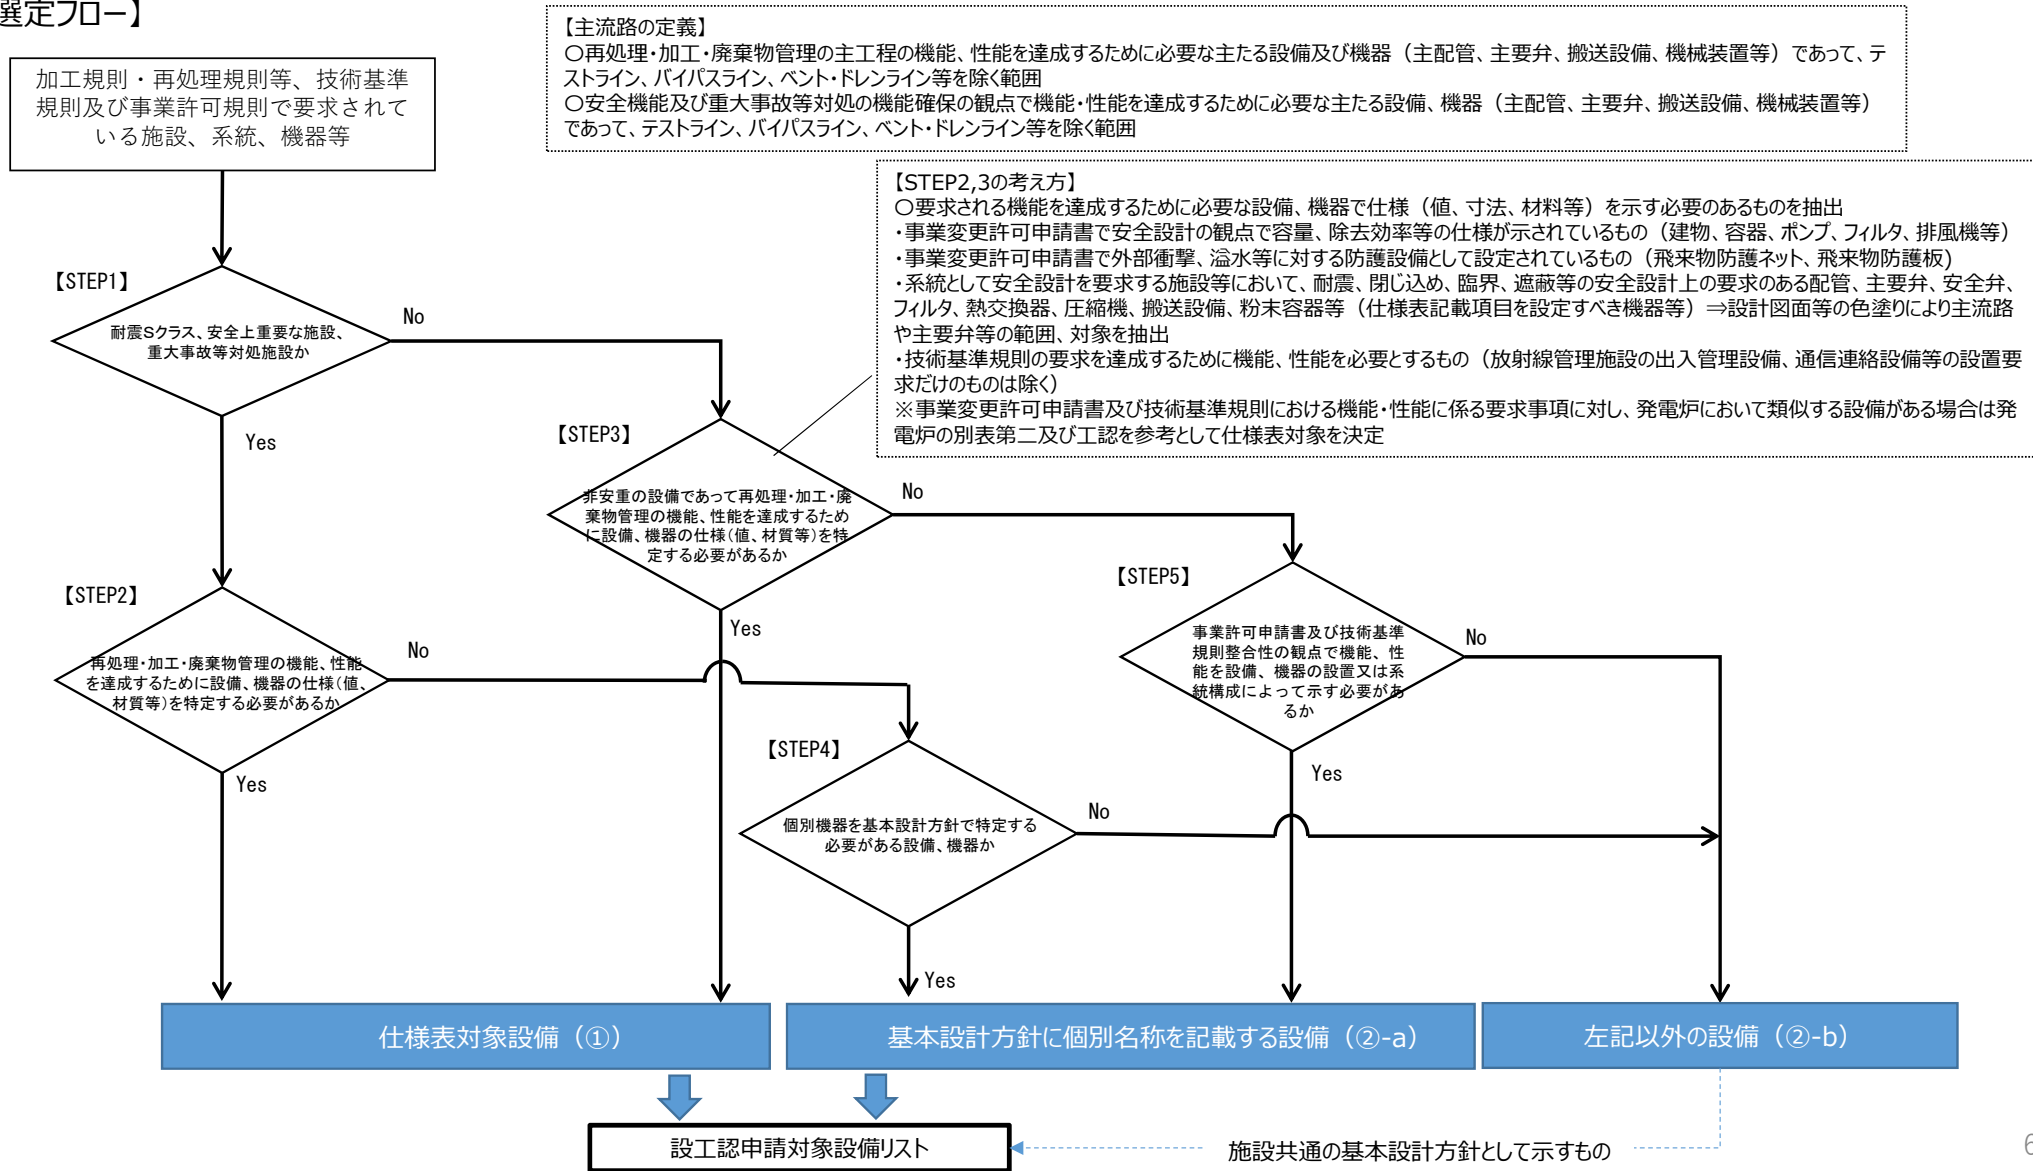 選定フロー】
【主流路の定義】
〇再処理・加工・廃棄物管理の主工程の機能、性能を達成するために必要な主たる設備及び機器（主配管、主要弁、搬送設備、機械装置等）であって、テ
ストライン、バイパスライン、ベント・ドレンライン等を除く範囲
〇安全機能及び重大事故等対処の機能確保の観点で機能・性能を達成するために必要な主たる設備、機器（主配管、主要弁、搬送設備、機械装置等）
であって、テストライン、バイパスライン、ベント・ドレンライン等を除く範囲
加工規則・再処理規則等、技術基準
規則及び事業許可規則で要求されて
いる施設、系統、機器等
【STEP2,3の考え方】
〇要求される機能を達成するために必要な設備、機器で仕様（値、寸法、材料等）を示す必要のあるものを抽出
・事業変更許可申請書で安全設計の観点で容量、除去効率等の仕様が示されているもの（建物、容器、ポンプ、フィルタ、排風機等）
・事業変更許可申請書で外部衝撃、溢水等に対する防護設備として設定されているもの（飛来物防護ネット、飛来物防護板)
・系統として安全設計を要求する施設等において、耐震、閉じ込め、臨界、遮蔽等の安全設計上の要求のある配管、主要弁、安全弁、
フィルタ、熱交換器、圧縮機、搬送設備、粉末容器等（仕様表記載項目を設定すべき機器等）⇒設計図面等の色塗りにより主流路
や主要弁等の範囲、対象を抽出
・技術基準規則の要求を達成するために機能、性能を必要とするもの（放射線管理施設の出入管理設備、通信連絡設備等の設置要
求だけのものは除く）
※事業変更許可申請書及び技術基準規則における機能・性能に係る要求事項に対し、発電炉において類似する設備がある場合は発
電炉の別表第二及び工認を参考として仕様表対象を決定
【STEP1】
耐震Sクラス、安全上重要な施設、
重大事故等対処施設か
No
Yes
【STEP3】
非安重の設備であって再処理・加工・廃
棄物管理の機能、性能を達成するため
に設備、機器の仕様（値、材質等）を特
定する必要があるか
No
Yes
【STEP2】
再処理・加工・廃棄物管理の機能、性能
を達成するために設備、機器の仕様（値、
材質等）を特定する必要があるか
No
Yes
【STEP5】
事業許可申請書及び技術基準
規則整合性の観点で機能、性
能を設備、機器の設置又は系
統構成によって示す必要があ
るか
No
Yes
【STEP4】
個別機器を基本設計方針で特定する
必要がある設備、機器か
No
Yes
仕様表対象設備（①）
基本設計方針に個別名称を記載する設備（②-a）
左記以外の設備（②-b）
設工認申請対象設備リスト
施設共通の基本設計方針として示すもの
6